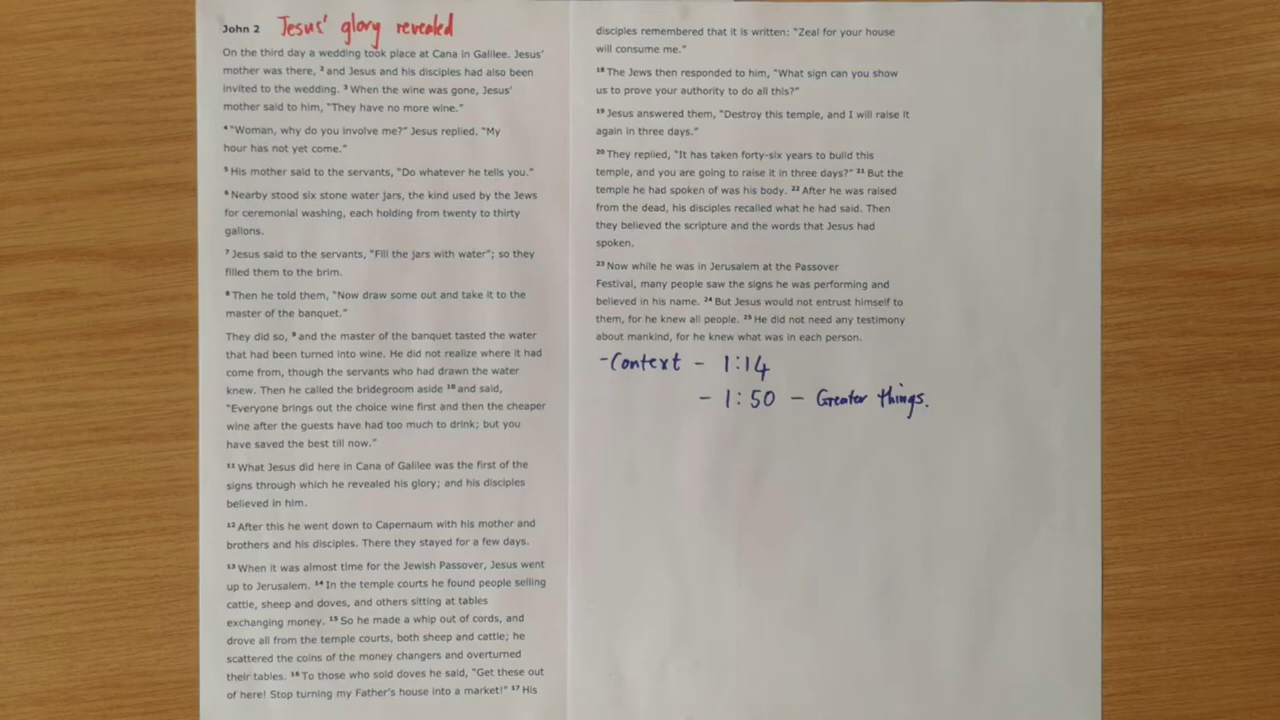 John 2 Jesus' glory revealed
On the third day a wedding took place at Cana in Galilee. Jesus'
mother was there, ² and Jesus and his disciples had also been
invited to the wedding. ³ When the wine was gone, Jesus'
mother said to him, "They have no more wine."
⁴ "Woman, why do you involve me?" Jesus replied. "My
hour has not yet come."
⁵ His mother said to the servants, "Do whatever he tells you."
⁶ Nearby stood six stone water jars, the kind used by the Jews
for ceremonial washing, each holding from twenty to thirty
gallons.
⁷ Jesus said to the servants, "Fill the jars with water"; so they
filled them to the brim.
⁸ Then he told them, "Now draw some out and take it to the
master of the banquet."
They did so, ⁹ and the master of the banquet tasted the water
that had been turned into wine. He did not realize where it had
come from, though the servants who had drawn the water
knew. Then he called the bridegroom aside ¹⁰ and said,
"Everyone brings out the choice wine first and then the cheaper
wine after the guests have had too much to drink; but you
have saved the best till now."
¹¹ What Jesus did here in Cana of Galilee was the first of the
signs through which he revealed his glory; and his disciples
believed in him.
¹² After this he went down to Capernaum with his mother and
brothers and his disciples. There they stayed for a few days.
¹³ When it was almost time for the Jewish Passover, Jesus went
up to Jerusalem. ¹⁴ In the temple courts he found people selling
cattle, sheep and doves, and others sitting at tables
exchanging money. ¹⁵ So he made a whip out of cords, and
drove all from the temple courts, both sheep and cattle; he
scattered the coins of the money changers and overturned
their tables. ¹⁶ To those who sold doves he said, "Get these out
of here! Stop turning my Father's house into a market!" ¹⁷ His
disciples remembered that it is written: "Zeal for your house
will consume me."
¹⁸ The Jews then responded to him, "What sign can you show
us to prove your authority to do all this?"
¹⁹ Jesus answered them, "Destroy this temple, and I will raise it
again in three days."
²⁰ They replied, "It has taken forty-six years to build this
temple, and you are going to raise it in three days?" ²¹ But the
temple he had spoken of was his body. ²² After he was raised
from the dead, his disciples recalled what he had said. Then
they believed the scripture and the words that Jesus had
spoken.
²³ Now while he was in Jerusalem at the Passover
Festival, many people saw the signs he was performing and
believed in his name. ²⁴ But Jesus would not entrust himself to
them, for he knew all people. ²⁵ He did not need any testimony
about mankind, for he knew what was in each person.
- Context - 1:14
- 1:50 - Greater things.